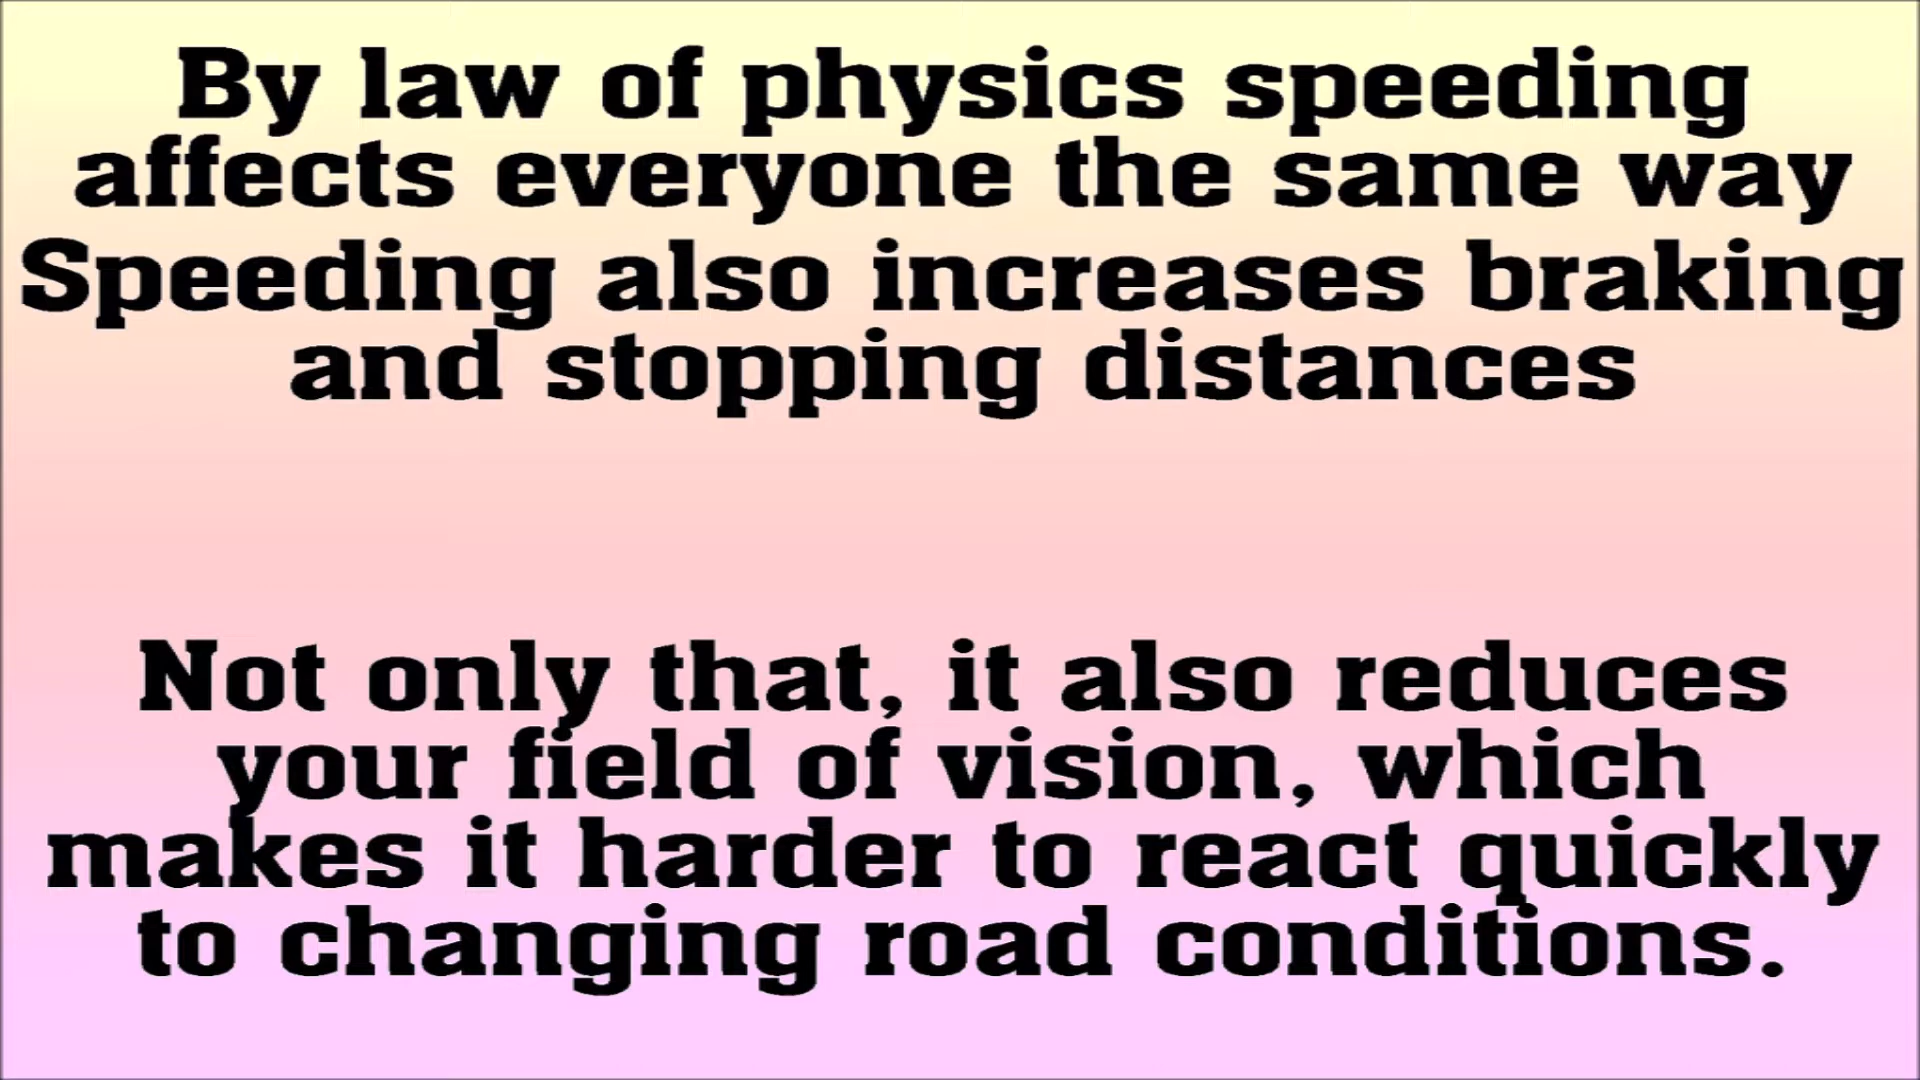 By law of physics speeding
affects everyone the same way
Speeding also increases braking
and stopping distances
Not only that, it also reduces
your field of vision, which
makes it harder to react quickly
to changing road conditions.